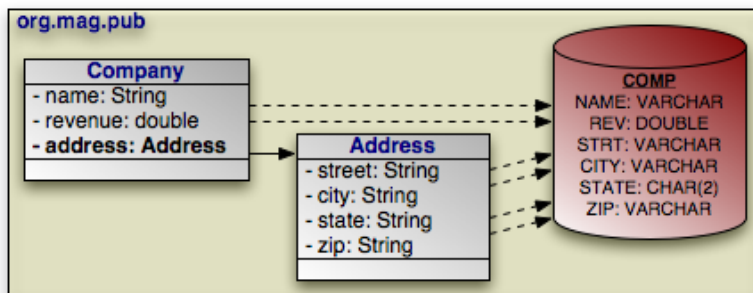 org.mag.pub
Company
- name: String
- revenue: double
- address: Address
Address
- street: String
- city: String
- state: String
- zip: String
COMP
NAME: VARCHAR
REV: DOUBLE
STRT: VARCHAR
CITY: VARCHAR
STATE: CHAR(2)
ZIP: VARCHAR